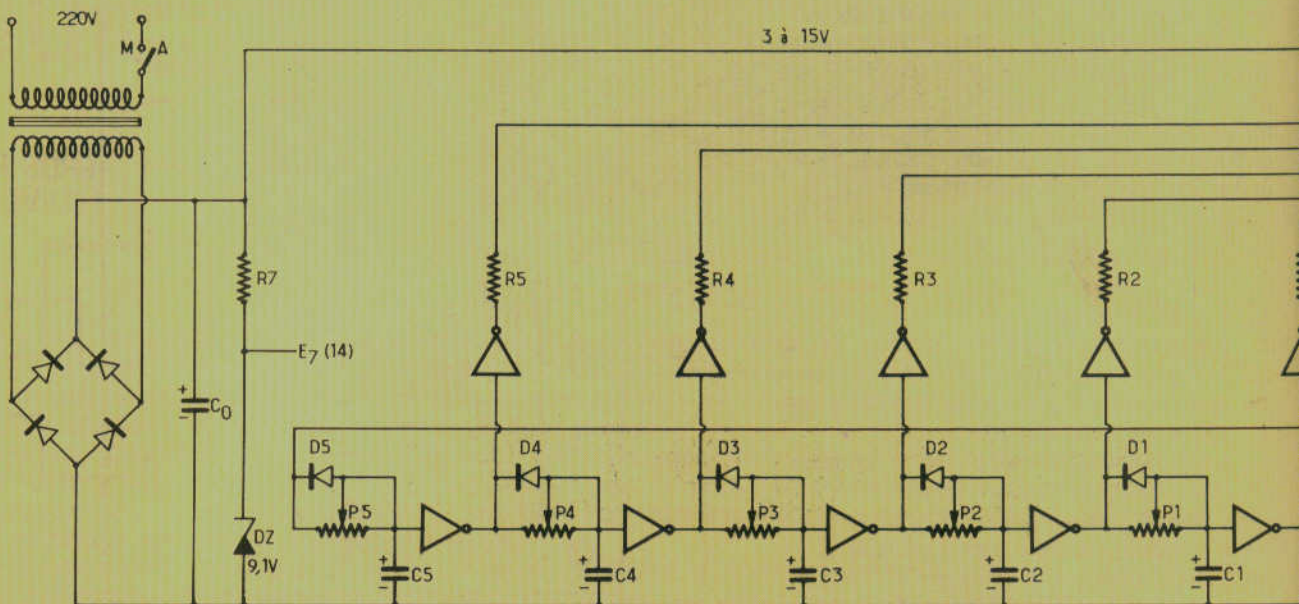 220V
M A
3 à 15V
R7
R5
R4
R3
R2
E7 (14)
+
-
C0
D5
D4
D3
D2
D1
P5
P4
P3
P2
P1
DZ
9,1V
+
-
C5
+
-
C4
+
-
C3
+
-
C2
+
-
C1